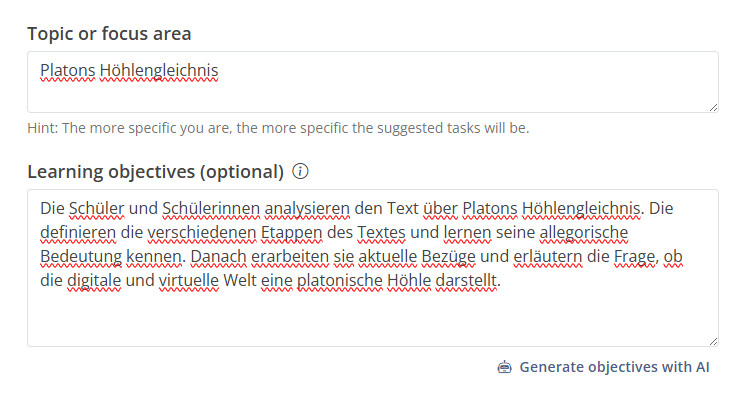 Topic or focus area
Platons Höhlengleichnis
Hint: The more specific you are, the more specific the suggested tasks will be.
Learning objectives (optional)
Die Schüler und Schülerinnen analysieren den Text über Platons Höhlengleichnis. Die
definieren die verschiedenen Etappen des Textes und lernen seine allegorische
Bedeutung kennen. Danach erarbeiten sie aktuelle Bezüge und erläutern die Frage, ob
die digitale und virtuelle Welt eine platonische Höhle darstellt.
Generate objectives with AI